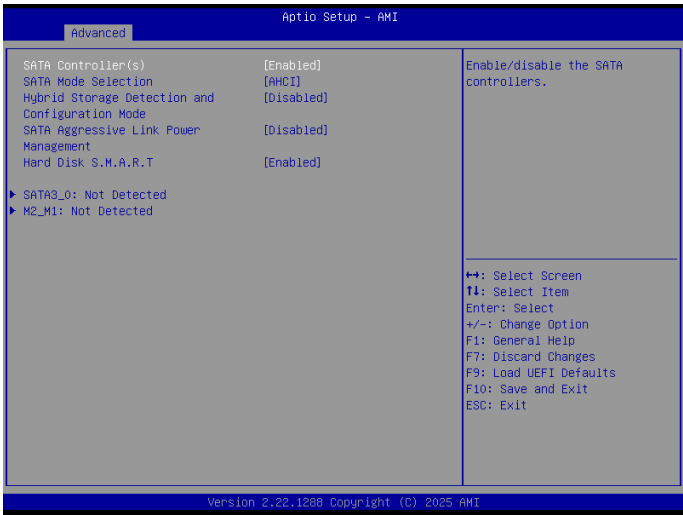 Aptio Setup – AMI
Advanced
SATA Controller(s) [Enabled]
SATA Mode Selection [AHCI]
Hybrid Storage Detection and [Disabled]
Configuration Mode
SATA Aggressive Link Power [Disabled]
Management
Hard Disk S.M.A.R.T [Enabled]
SATA3_0: Not Detected
M2_M1: Not Detected
Enable/disable the SATA
controllers.
↔: Select Screen
↑↓: Select Item
Enter: Select
+/-: Change Option
F1: General Help
F7: Discard Changes
F9: Load UEFI Defaults
F10: Save and Exit
ESC: Exit
Version 2.22.1288 Copyright (C) 2025 AMI